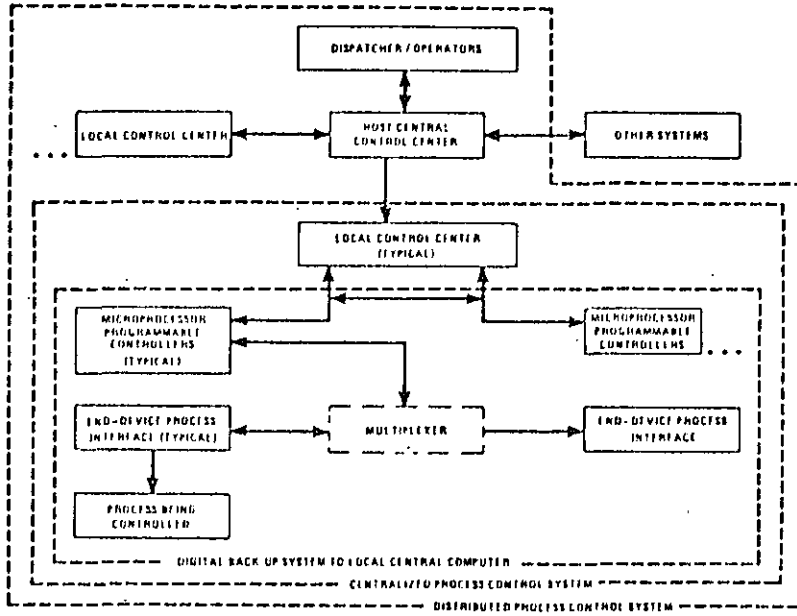 DISPATCHER / OPERATORS
LOCAL CONTROL CENTER
HOST CENTRAL
CONTROL CENTER
OTHER SYSTEMS
...
LOCAL CONTROL CENTER
(TYPICAL)
MICROPROCESSOR
PROGRAMMABLE
CONTROLLERS
(TYPICAL)
MICROPROCESSOR
PROGRAMMABLE
CONTROLLERS
...
END-DEVICE PROCESS
INTERFACE (TYPICAL)
MULTIPLEXER
END-DEVICE PROCESS
INTERFACE
PROCESS BEING
CONTROLLER
DIGITAL BACK UP SYSTEM TO LOCAL CENTRAL COMPUTER
CENTRALIZED PROCESS CONTROL SYSTEM
DISTRIBUTED PROCESS CONTROL SYSTEM